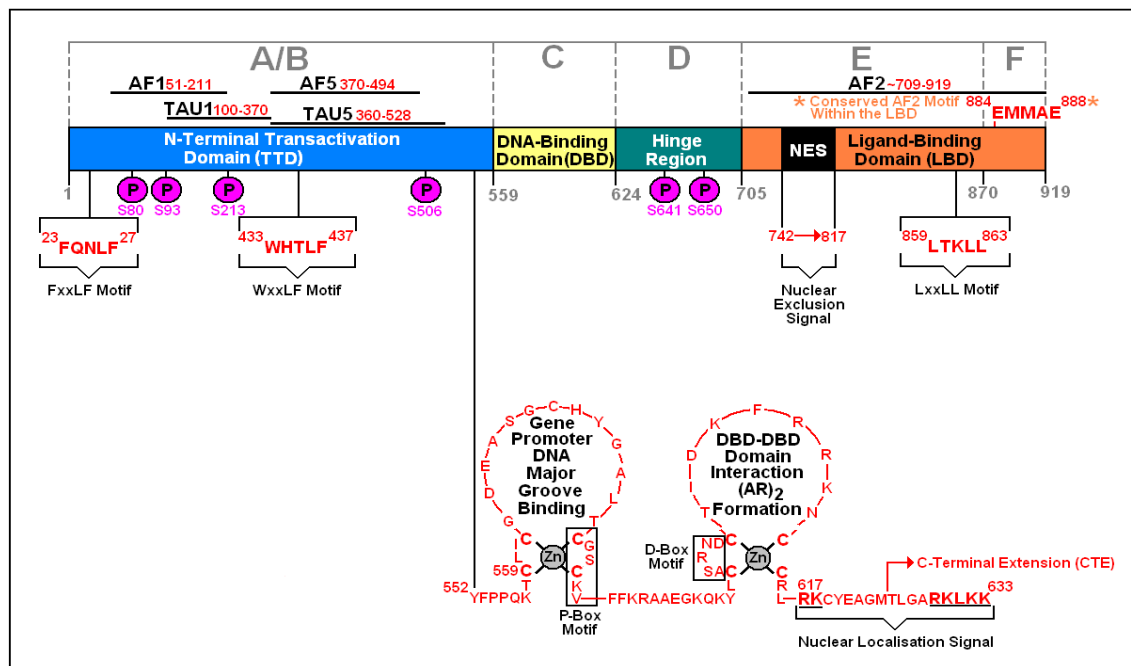 A/B C D E F
AF1 51-211 AF5 370-494 AF2 ~709-919
TAU1 100-370 TAU5 360-528
* Conserved AF2 Motif
Within the LBD
884 EMMAE 888 *
N-Terminal Transactivation
Domain (TTD)
DNA-Binding
Domain(DBD)
Hinge
Region
NES
Ligand-Binding
Domain (LBD)
1 559 624 705 870 919
P P P P P P
S80 S93 S213 S506 S641 S650
23 FQNLF 27
FxxLF Motif
433 WHTLF 437
WxxLF Motif
742 → 817
Nuclear
Exclusion
Signal
859 LTKLL 863
LxxLL Motif
Gene
Promoter
DNA
Major
Groove
Binding
C L G D E A S G C H Y G A L T C
DBD-DBD
Domain
Interaction
(AR)2
Formation
C T I D K F R R K N C
Zn Zn
559 C T
G S C K V
P-Box
Motif
D-Box
Motif
N D R S A
C L C R L
552
YFPPQK
FFKRAAEGKQKY
617 RKCYEAGMTLGARKLKK 633
C-Terminal Extension (CTE)
Nuclear Localisation Signal